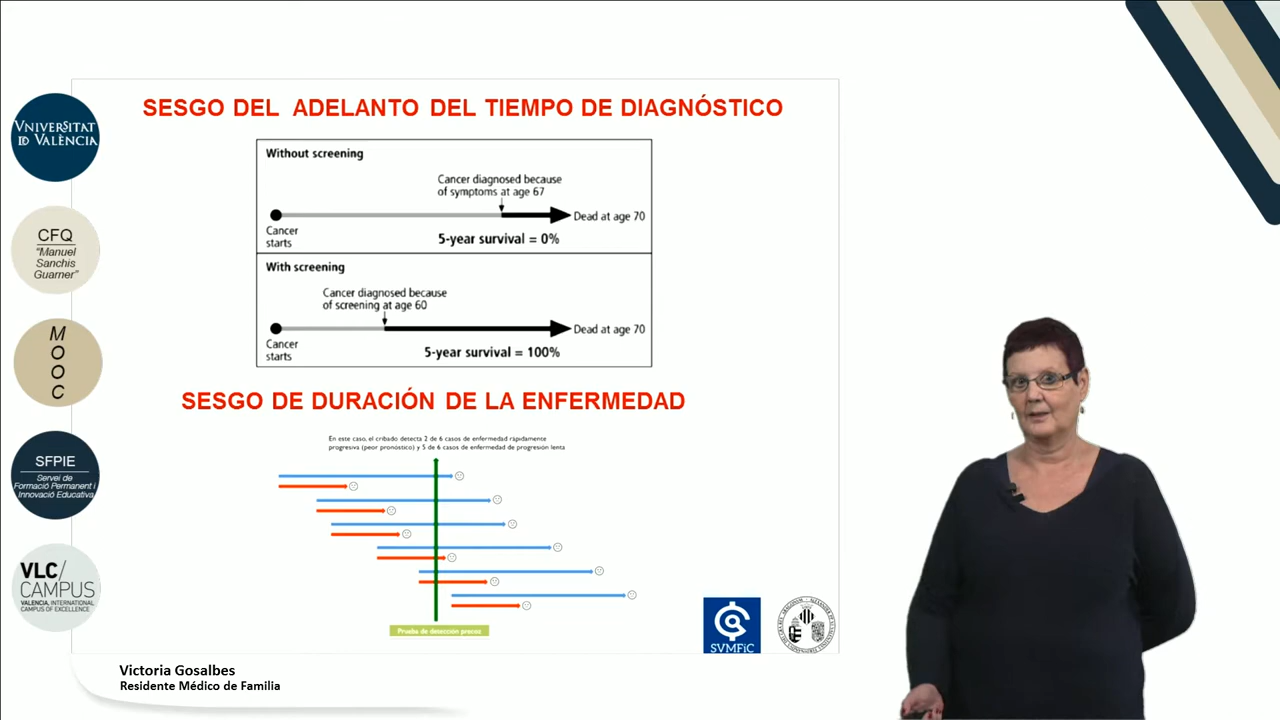 SESGO DEL ADELANTO DEL TIEMPO DE DIAGNÓSTICO
Without screening
Cancer diagnosed because
of symptoms at age 67
Dead at age 70
Cancer
starts
5-year survival = 0%
With screening
Cancer diagnosed because
of screening at age 60
Dead at age 70
Cancer
starts
5-year survival = 100%
SESGO DE DURACIÓN DE LA ENFERMEDAD
En este caso, el cribado detecta 2 de 6 casos de enfermedad rápidamente
progresiva (peor pronóstico) y 5 de 6 casos de enfermedad de progresión lenta
Prueba de detección precoz
SVMFiC
VNIVERSITAT
ID VALÈNCIA
CFQ
"Manuel
Sanchis
Guarner"
M
O
O
C
SFPIE
Servei de
Formació Permanent i
Innovació Educativa
VLC/
CAMPUS
VALENCIA, INTERNATIONAL
CAMPUS OF EXCELLENCE
Victoria Gosalbes
Residente Médico de Familia